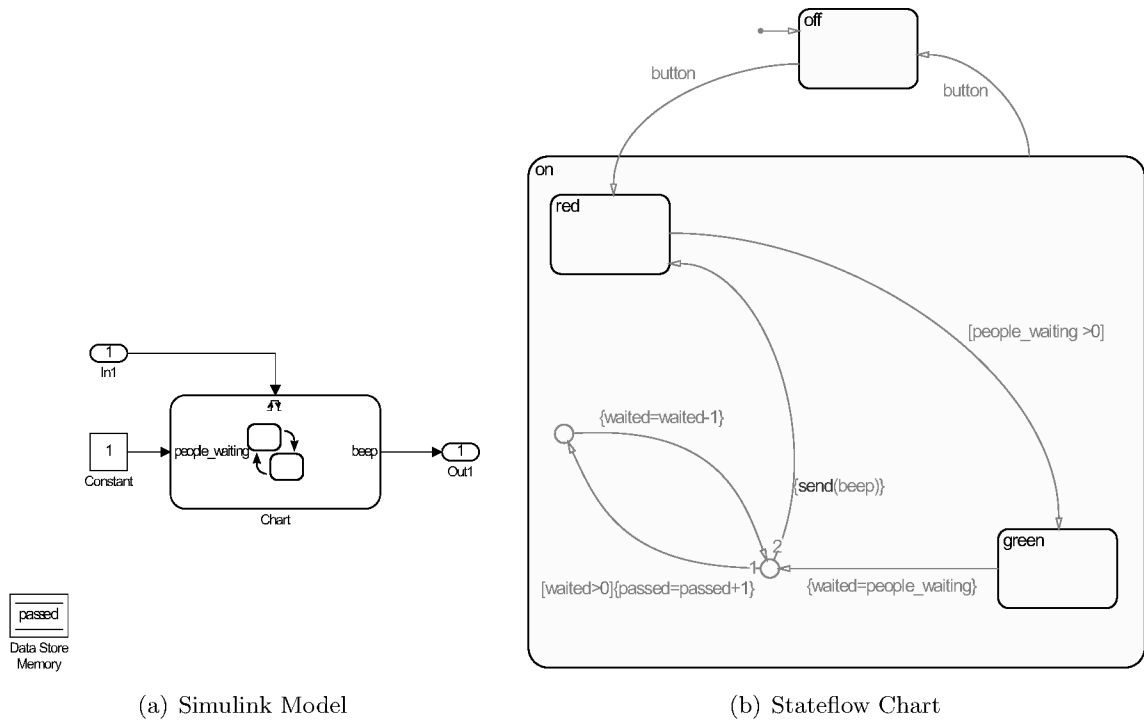 1
In1
people_waiting
beep
1
Constant
Chart
1
Out1
passed
Data Store
Memory
(a) Simulink Model
off
button
button
on
red
[people_waiting >0]
{waited=waited-1}
{send(beep)}
2
1
[waited>0]{passed=passed+1}
{waited=people_waiting}
green
(b) Stateflow Chart